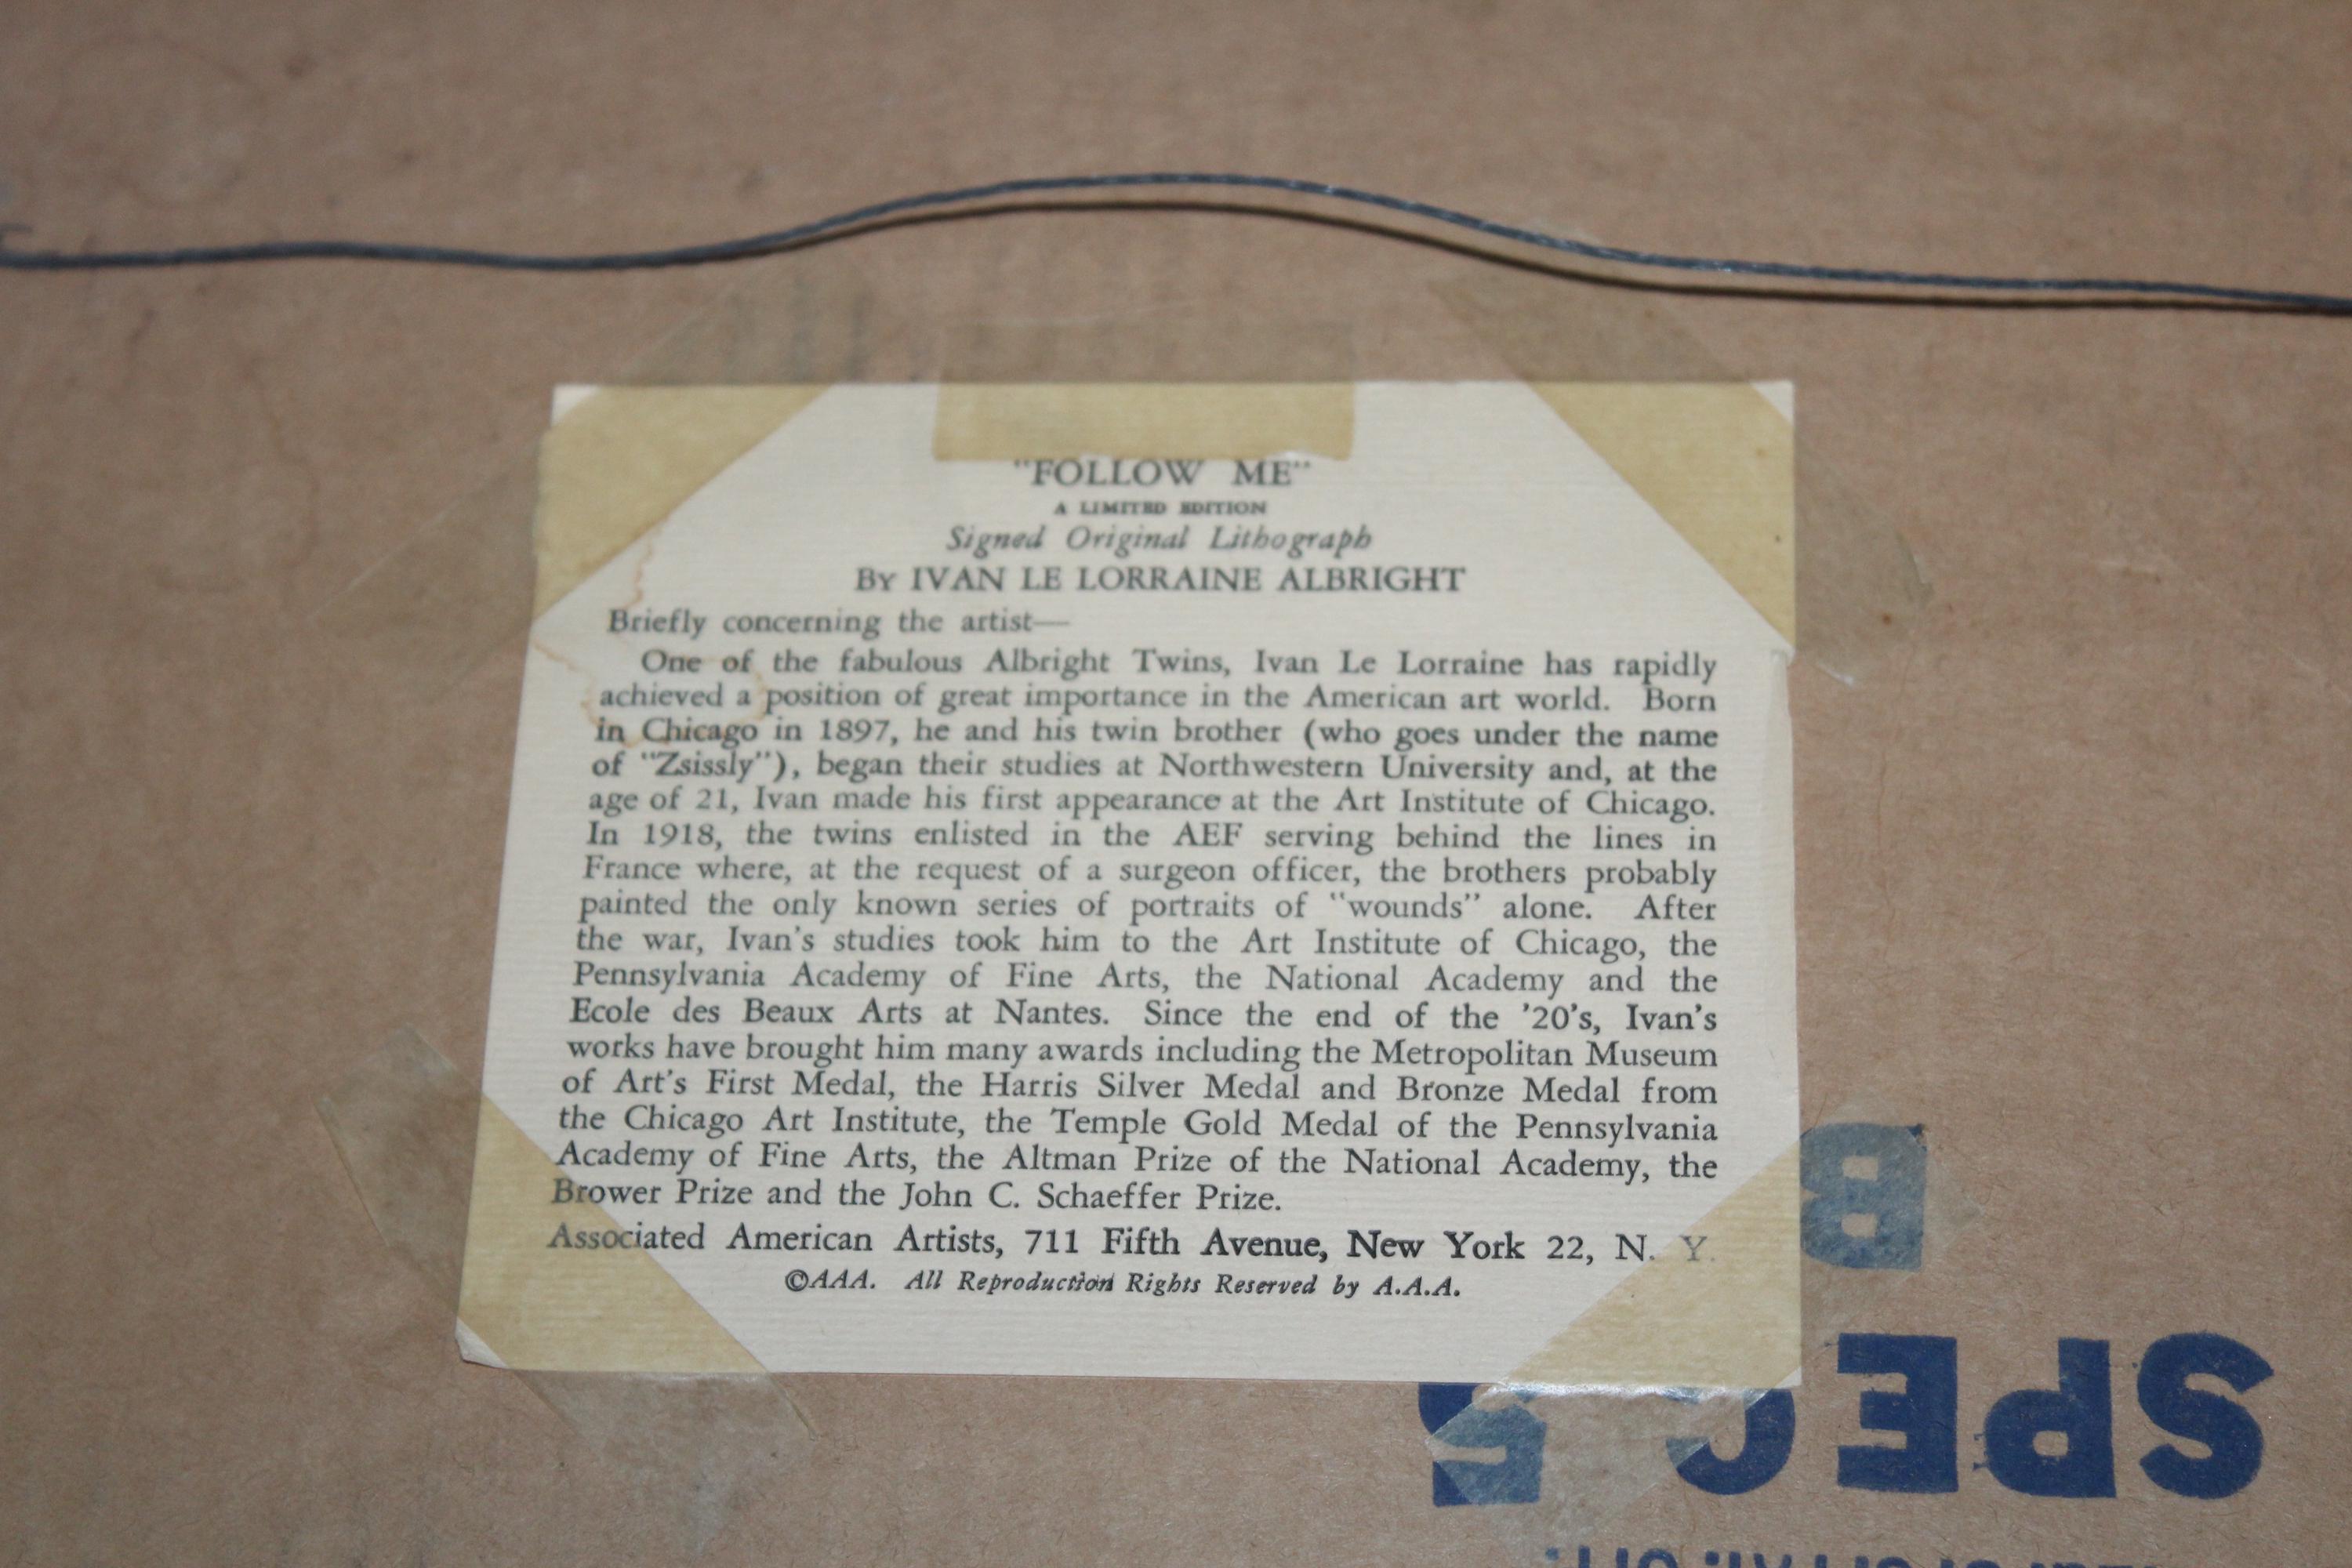 "FOLLOW ME"
A LIMITED EDITION
Signed Original Lithograph
BY IVAN LE LORRAINE ALBRIGHT
Briefly concerning the artist—
One of the fabulous Albright Twins, Ivan Le Lorraine has rapidly
achieved a position of great importance in the American art world. Born
in Chicago in 1897, he and his twin brother (who goes under the name
of "Zsissly"), began their studies at Northwestern University and, at the
age of 21, Ivan made his first appearance at the Art Institute of Chicago.
In 1918, the twins enlisted in the AEF serving behind the lines in
France where, at the request of a surgeon officer, the brothers probably
painted the only known series of portraits of "wounds" alone. After
the war, Ivan's studies took him to the Art Institute of Chicago, the
Pennsylvania Academy of Fine Arts, the National Academy and the
Ecole des Beaux Arts at Nantes. Since the end of the '20's, Ivan's
works have brought him many awards including the Metropolitan Museum
of Art's First Medal, the Harris Silver Medal and Bronze Medal from
the Chicago Art Institute, the Temple Gold Medal of the Pennsylvania
Academy of Fine Arts, the Altman Prize of the National Academy, the
Brower Prize and the John C. Schaeffer Prize.
Associated American Artists, 711 Fifth Avenue, New York 22, N. Y.
©AAA. All Reproduction Rights Reserved by A.A.A.
B
SPEC 5